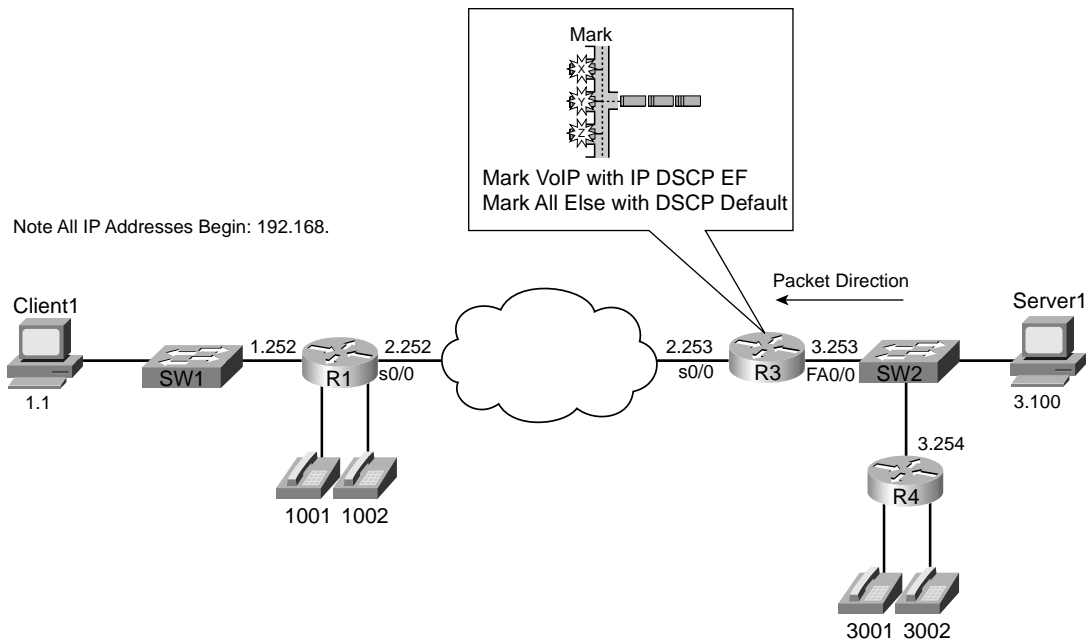 Mark
X
Y
Z
Mark VoIP with IP DSCP EF
Mark All Else with DSCP Default
Note All IP Addresses Begin: 192.168.
Packet Direction
Client1
Server1
1.252
2.252
2.253
3.253
SW1
R1
s0/0
s0/0
R3
FA0/0
SW2
1.1
3.100
3.254
R4
1001
1002
3001
3002